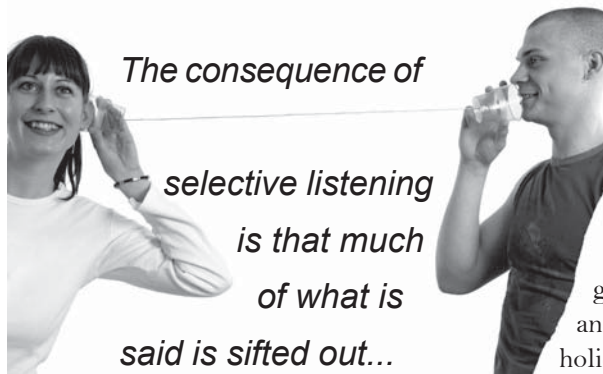 The consequence of
selective listening
is that much
of what is
said is sifted out...